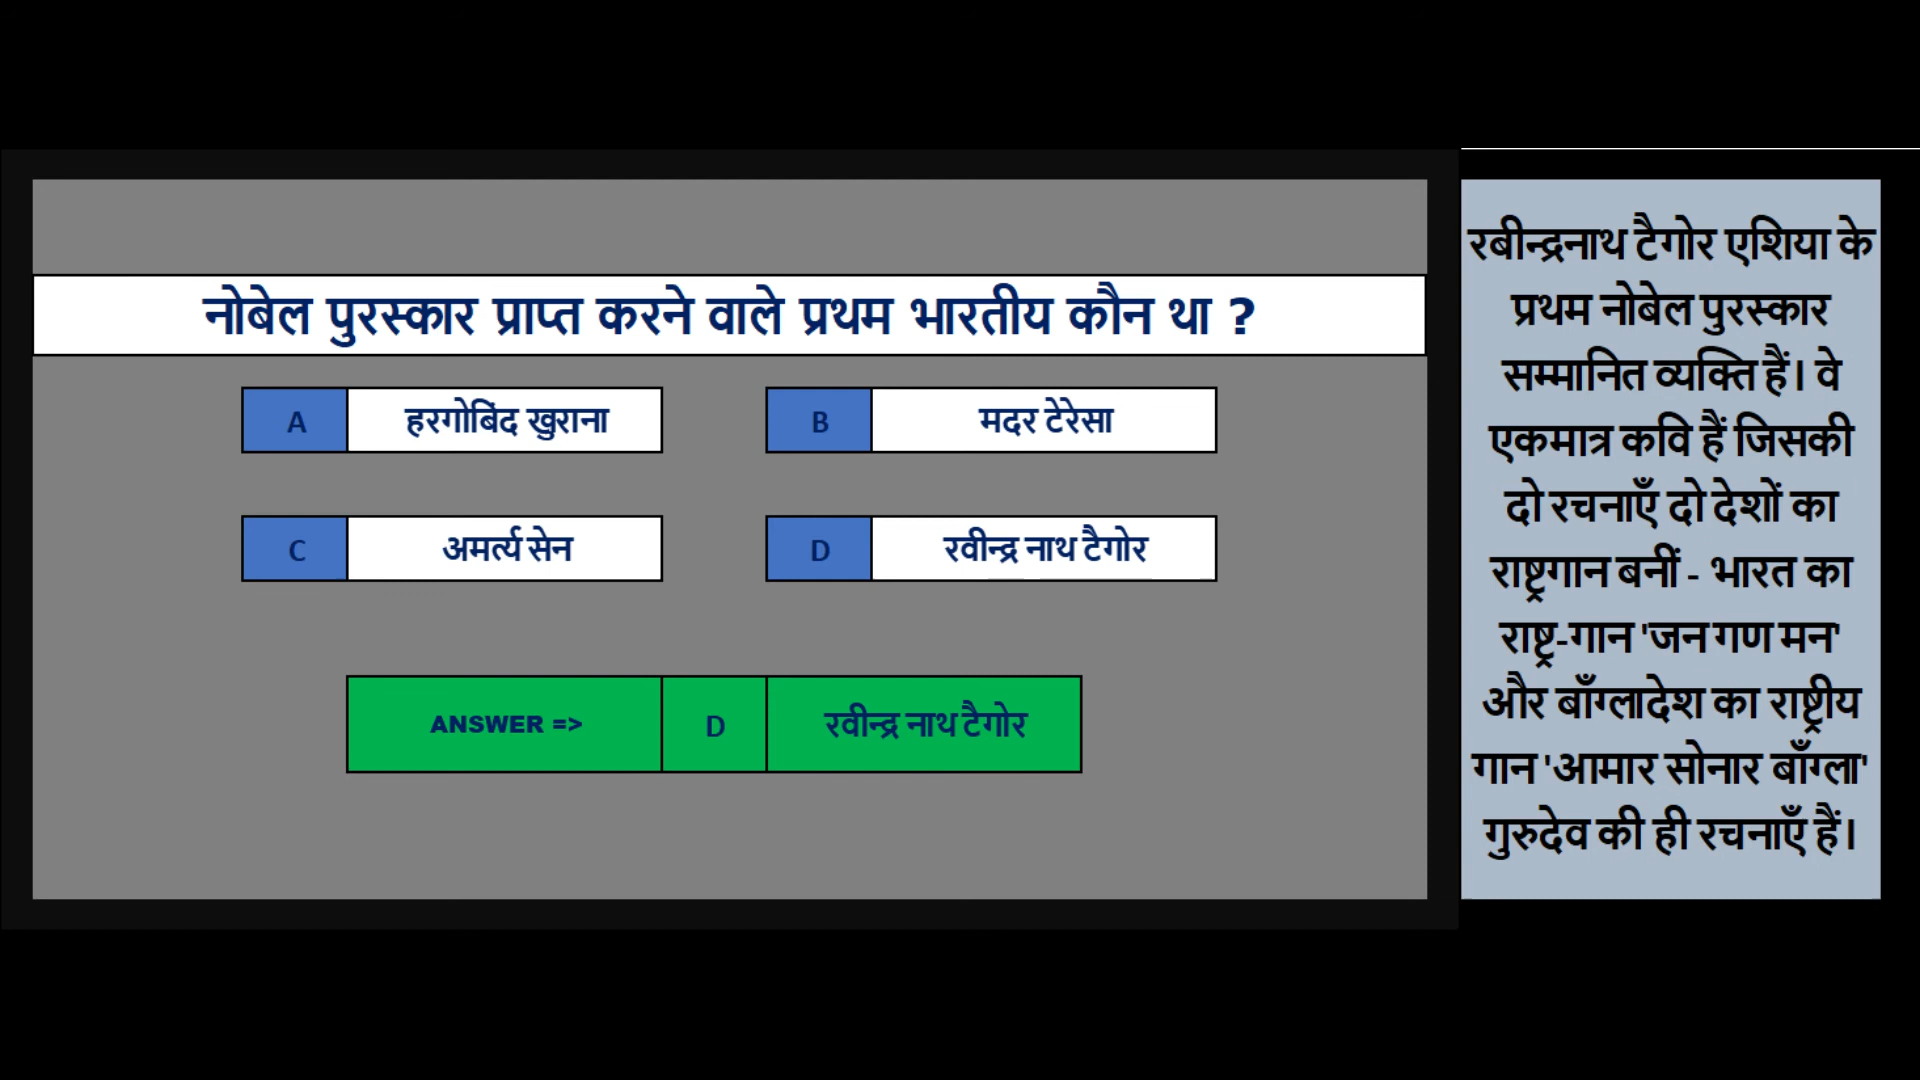 नोबेल पुरस्कार प्राप्त करने वाले प्रथम भारतीय कौन था ?
A हरगोबिंद खुराना
B मदर टेरेसा
C अमर्त्य सेन
D रवीन्द्र नाथ टैगोर
ANSWER => D रवीन्द्र नाथ टैगोर
रबीन्द्रनाथ टैगोर एशिया के
प्रथम नोबेल पुरस्कार
सम्मानित व्यक्ति हैं। वे
एकमात्र कवि हैं जिसकी
दो रचनाएँ दो देशों का
राष्ट्रगान बनीं - भारत का
राष्ट्र-गान 'जन गण मन'
और बाँग्लादेश का राष्ट्रीय
गान 'आमार सोनार बाँग्ला'
गुरुदेव की ही रचनाएँ हैं।